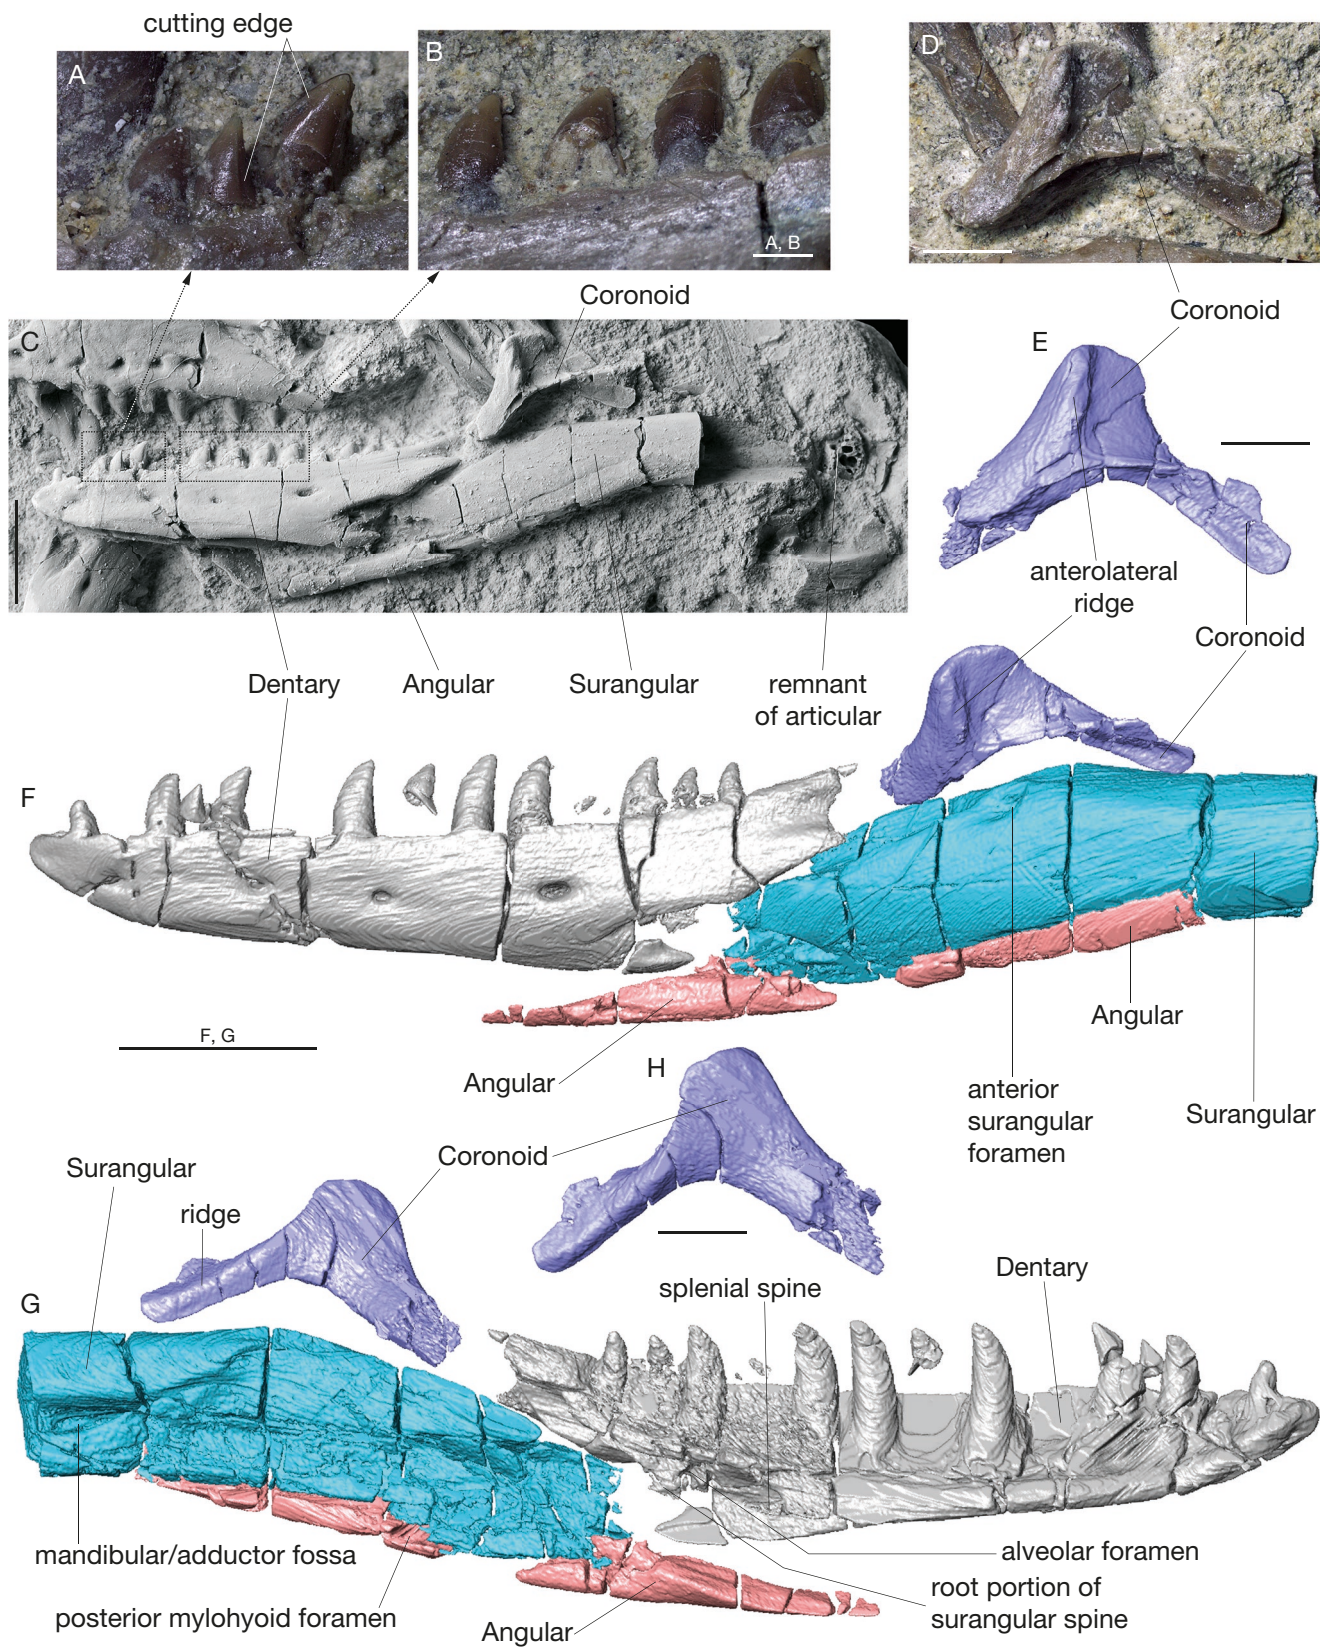 cutting edge
A
B
D
A, B
Coronoid
Coronoid
C
E
anterolateral
ridge
Coronoid
Dentary
Angular
Surangular
remnant
of articular
F
F, G
Angular
Angular
H
anterior
surangular
foramen
Surangular
Surangular
Coronoid
ridge
splenial spine
Dentary
G
mandibular/adductor fossa
alveolar foramen
root portion of
surangular spine
posterior mylohyoid foramen
Angular